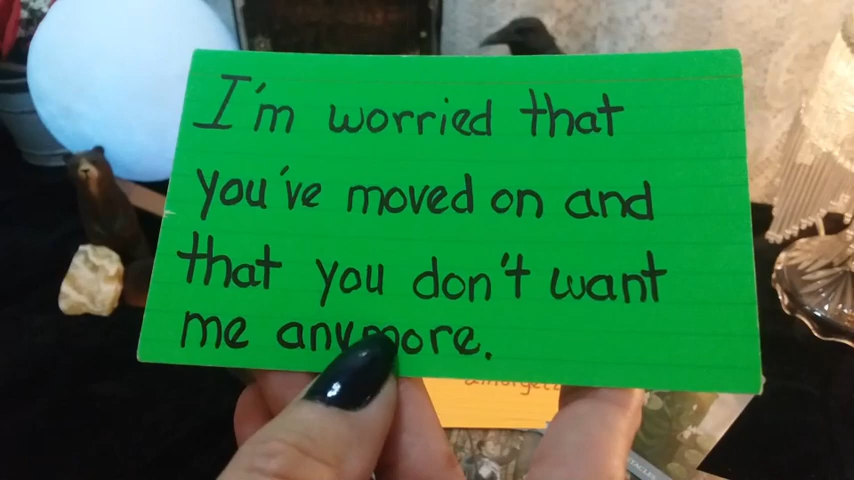 I'm worried that
you've moved on and
that you don't want
me anymore.